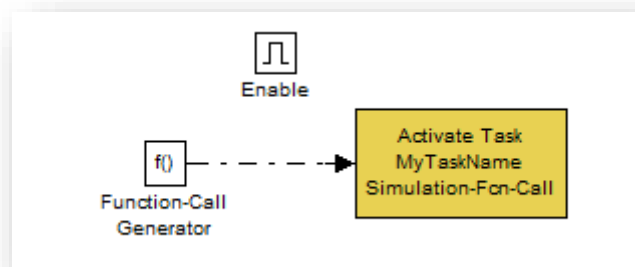 Enable
Activate Task
MyTaskName
Simulation-Fcn-Call
f()
Function-Call
Generator